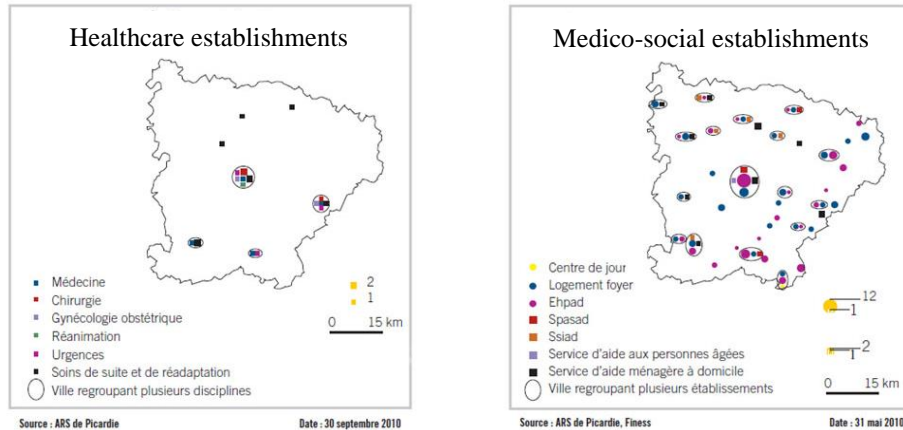 Healthcare establishments
Médecine
Chirurgie
Gynécologie obstétrique
Réanimation
Urgences
Soins de suite et de réadaptation
Ville regroupant plusieurs disciplines
2
1
0 15 km
Source : ARS de Picardie Date : 30 septembre 2010
Medico-social establishments
Centre de jour
Logement foyer
Ehpad
Spasad
Ssiad
Service d'aide aux personnes âgées
Service d'aide ménagère à domicile
Ville regroupant plusieurs établissements
12
1
2
1
0 15 km
Source : ARS de Picardie, Finess Date : 31 mai 2010